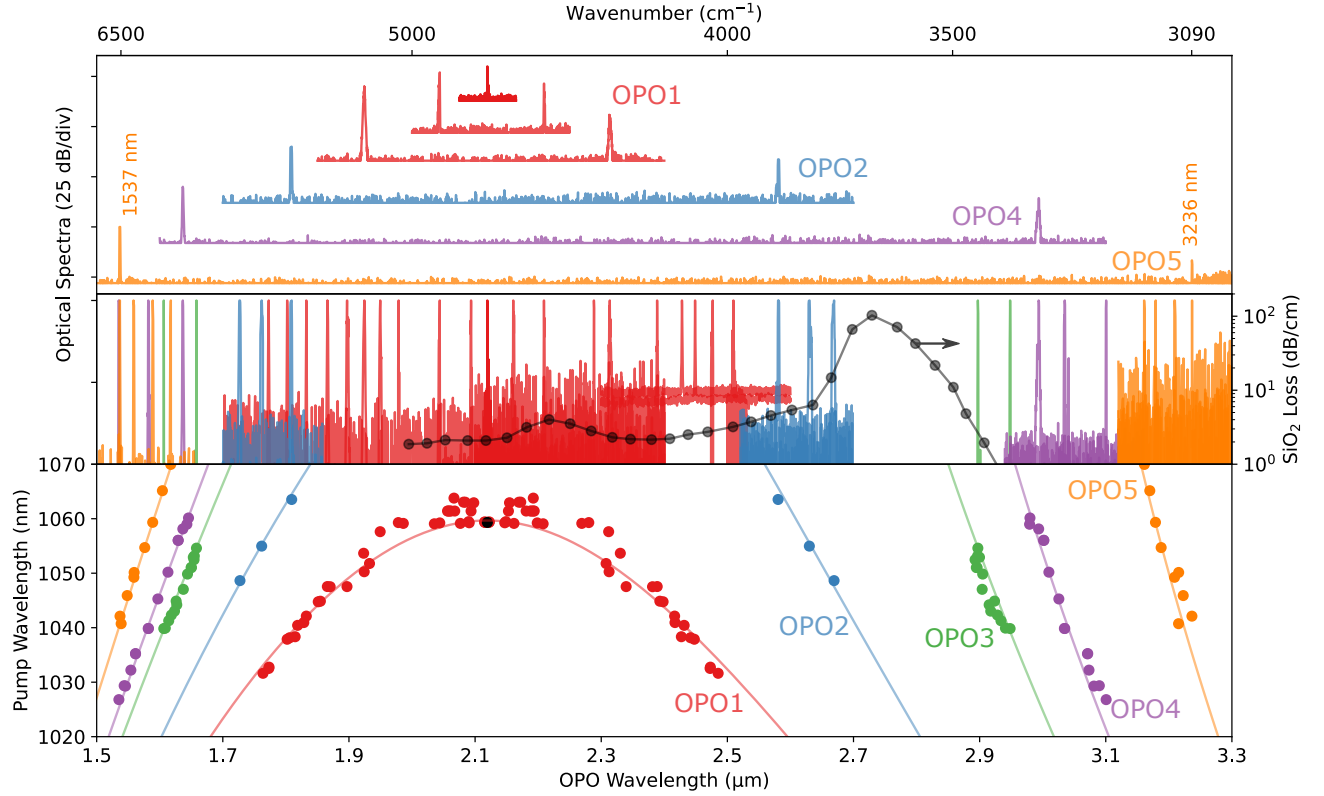 Wavenumber (cm⁻¹)
6500 5000 4000 3500 3090
Optical Spectra (25 dB/div)
1537 nm
OPO1
OPO2
OPO4
3236 nm
OPO5
SiO₂ Loss (dB/cm)
10²
10¹
10⁰
Pump Wavelength (nm)
1070
1060
1050
1040
1030
1020
OPO5
OPO2
OPO3
OPO1
OPO4
1.5 1.7 1.9 2.1 2.3 2.5 2.7 2.9 3.1 3.3
OPO Wavelength (μm)